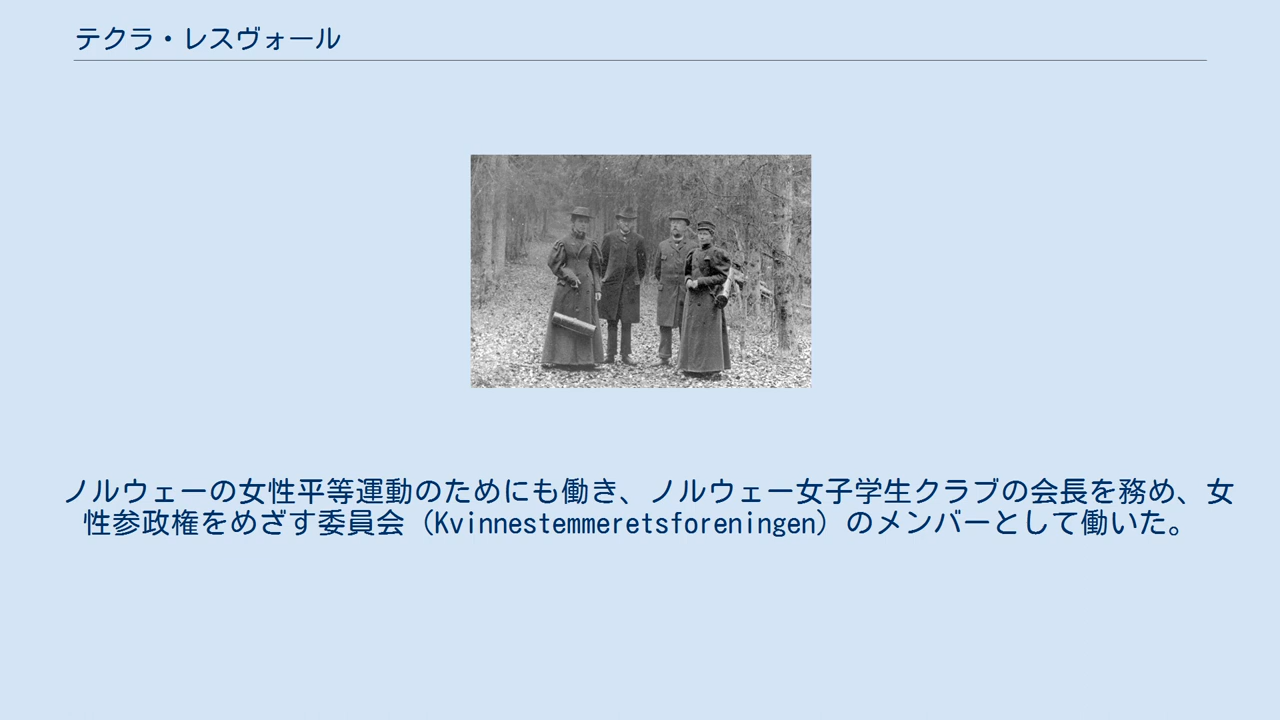 テクラ・レスヴォール
ノルウェーの女性平等運動のためにも働き、ノルウェー女子学生クラブの会長を務め、女
性参政権をめざす委員会（Kvinnestemmeretsforeningen）のメンバーとして働いた。